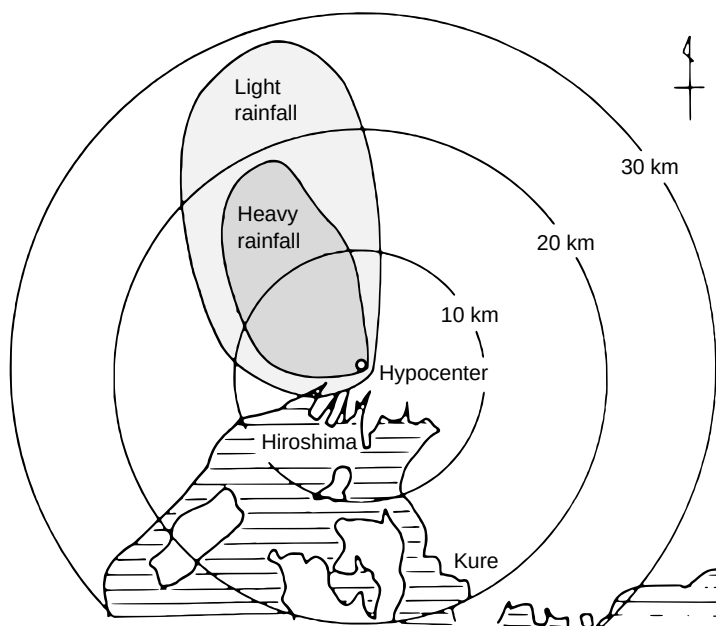 Light
rainfall
30 km
Heavy
rainfall
20 km
10 km
Hypocenter
Hiroshima
Kure